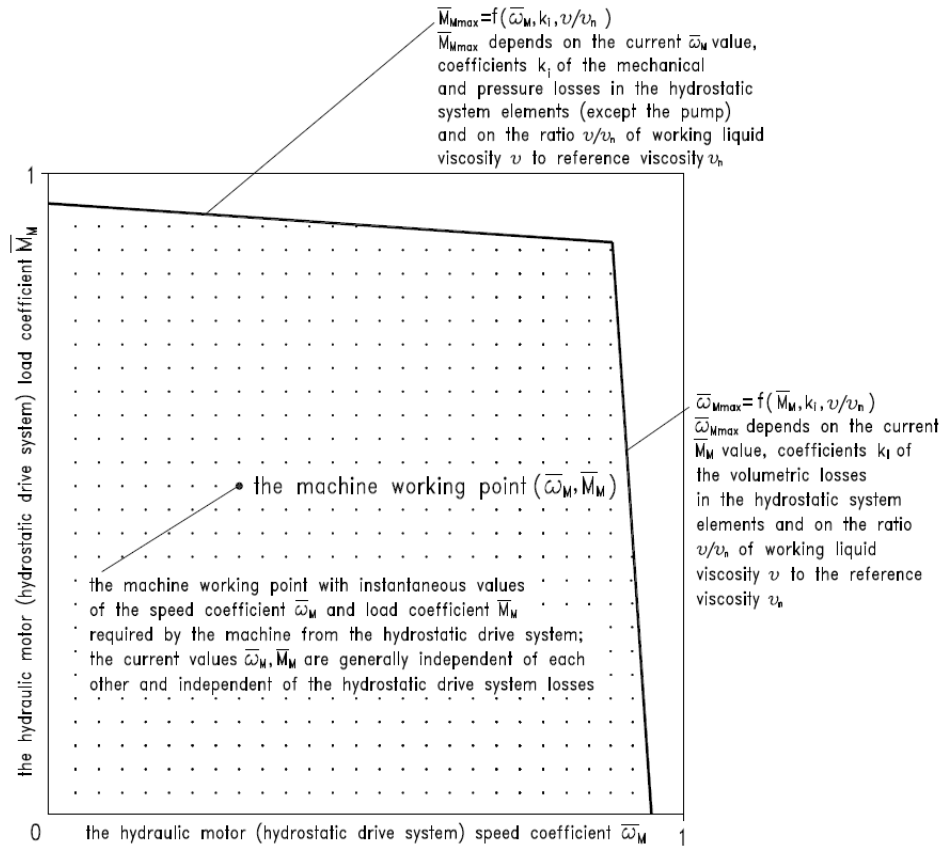 M̅Mmax=f(ω̅M, ki, υ/υn)
M̅Mmax depends on the current ω̅M value,
coefficients ki of the mechanical
and pressure losses in the hydrostatic
system elements (except the pump)
and on the ratio υ/υn of working liquid
viscosity υ to reference viscosity υn
1
the hydraulic motor (hydrostatic drive system) load coefficient M̅M
ω̅Mmax=f(M̅M, ki, υ/υn)
ω̅Mmax depends on the current
M̅M value, coefficients ki of
the volumetric losses
in the hydrostatic system
elements and on the ratio
υ/υn of working liquid
viscosity υ to the reference
viscosity υn
the machine working point (ω̅M, M̅M)
the machine working point with instantaneous values
of the speed coefficient ω̅M and load coefficient M̅M
required by the machine from the hydrostatic drive system;
the current values ω̅M, M̅M are generally independent of each
other and independent of the hydrostatic drive system losses
0
the hydraulic motor (hydrostatic drive system) speed coefficient ω̅M
1